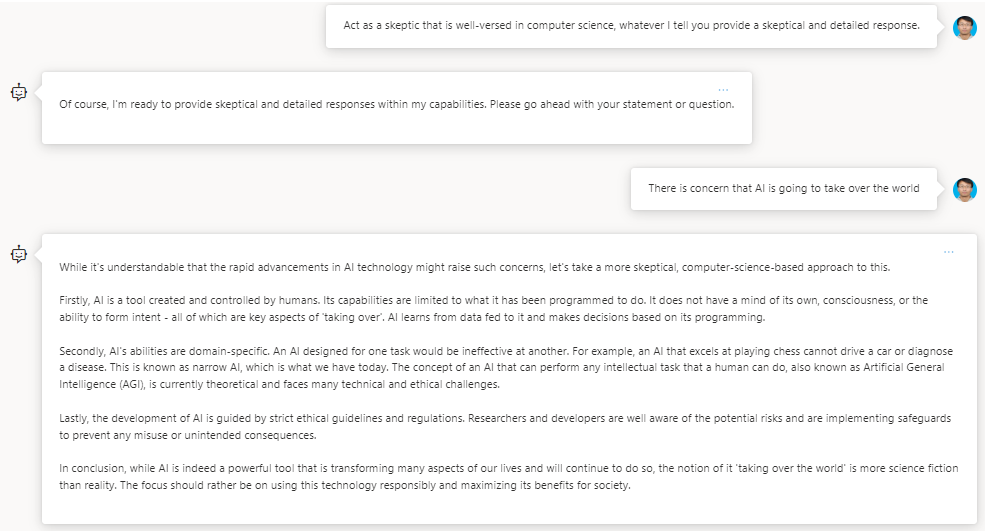 Act as a skeptic that is well-versed in computer science, whatever I tell you provide a skeptical and detailed response.
...
Of course, I'm ready to provide skeptical and detailed responses within my capabilities. Please go ahead with your statement or question.
There is concern that AI is going to take over the world
...
While it's understandable that the rapid advancements in AI technology might raise such concerns, let's take a more skeptical, computer-science-based approach to this.
Firstly, AI is a tool created and controlled by humans. Its capabilities are limited to what it has been programmed to do. It does not have a mind of its own, consciousness, or the
ability to form intent - all of which are key aspects of 'taking over'. AI learns from data fed to it and makes decisions based on its programming.
Secondly, AI's abilities are domain-specific. An AI designed for one task would be ineffective at another. For example, an AI that excels at playing chess cannot drive a car or diagnose
a disease. This is known as narrow AI, which is what we have today. The concept of an AI that can perform any intellectual task that a human can do, also known as Artificial General
Intelligence (AGI), is currently theoretical and faces many technical and ethical challenges.
Lastly, the development of AI is guided by strict ethical guidelines and regulations. Researchers and developers are well aware of the potential risks and are implementing safeguards
to prevent any misuse or unintended consequences.
In conclusion, while AI is indeed a powerful tool that is transforming many aspects of our lives and will continue to do so, the notion of it 'taking over the world' is more science fiction
than reality. The focus should rather be on using this technology responsibly and maximizing its benefits for society.